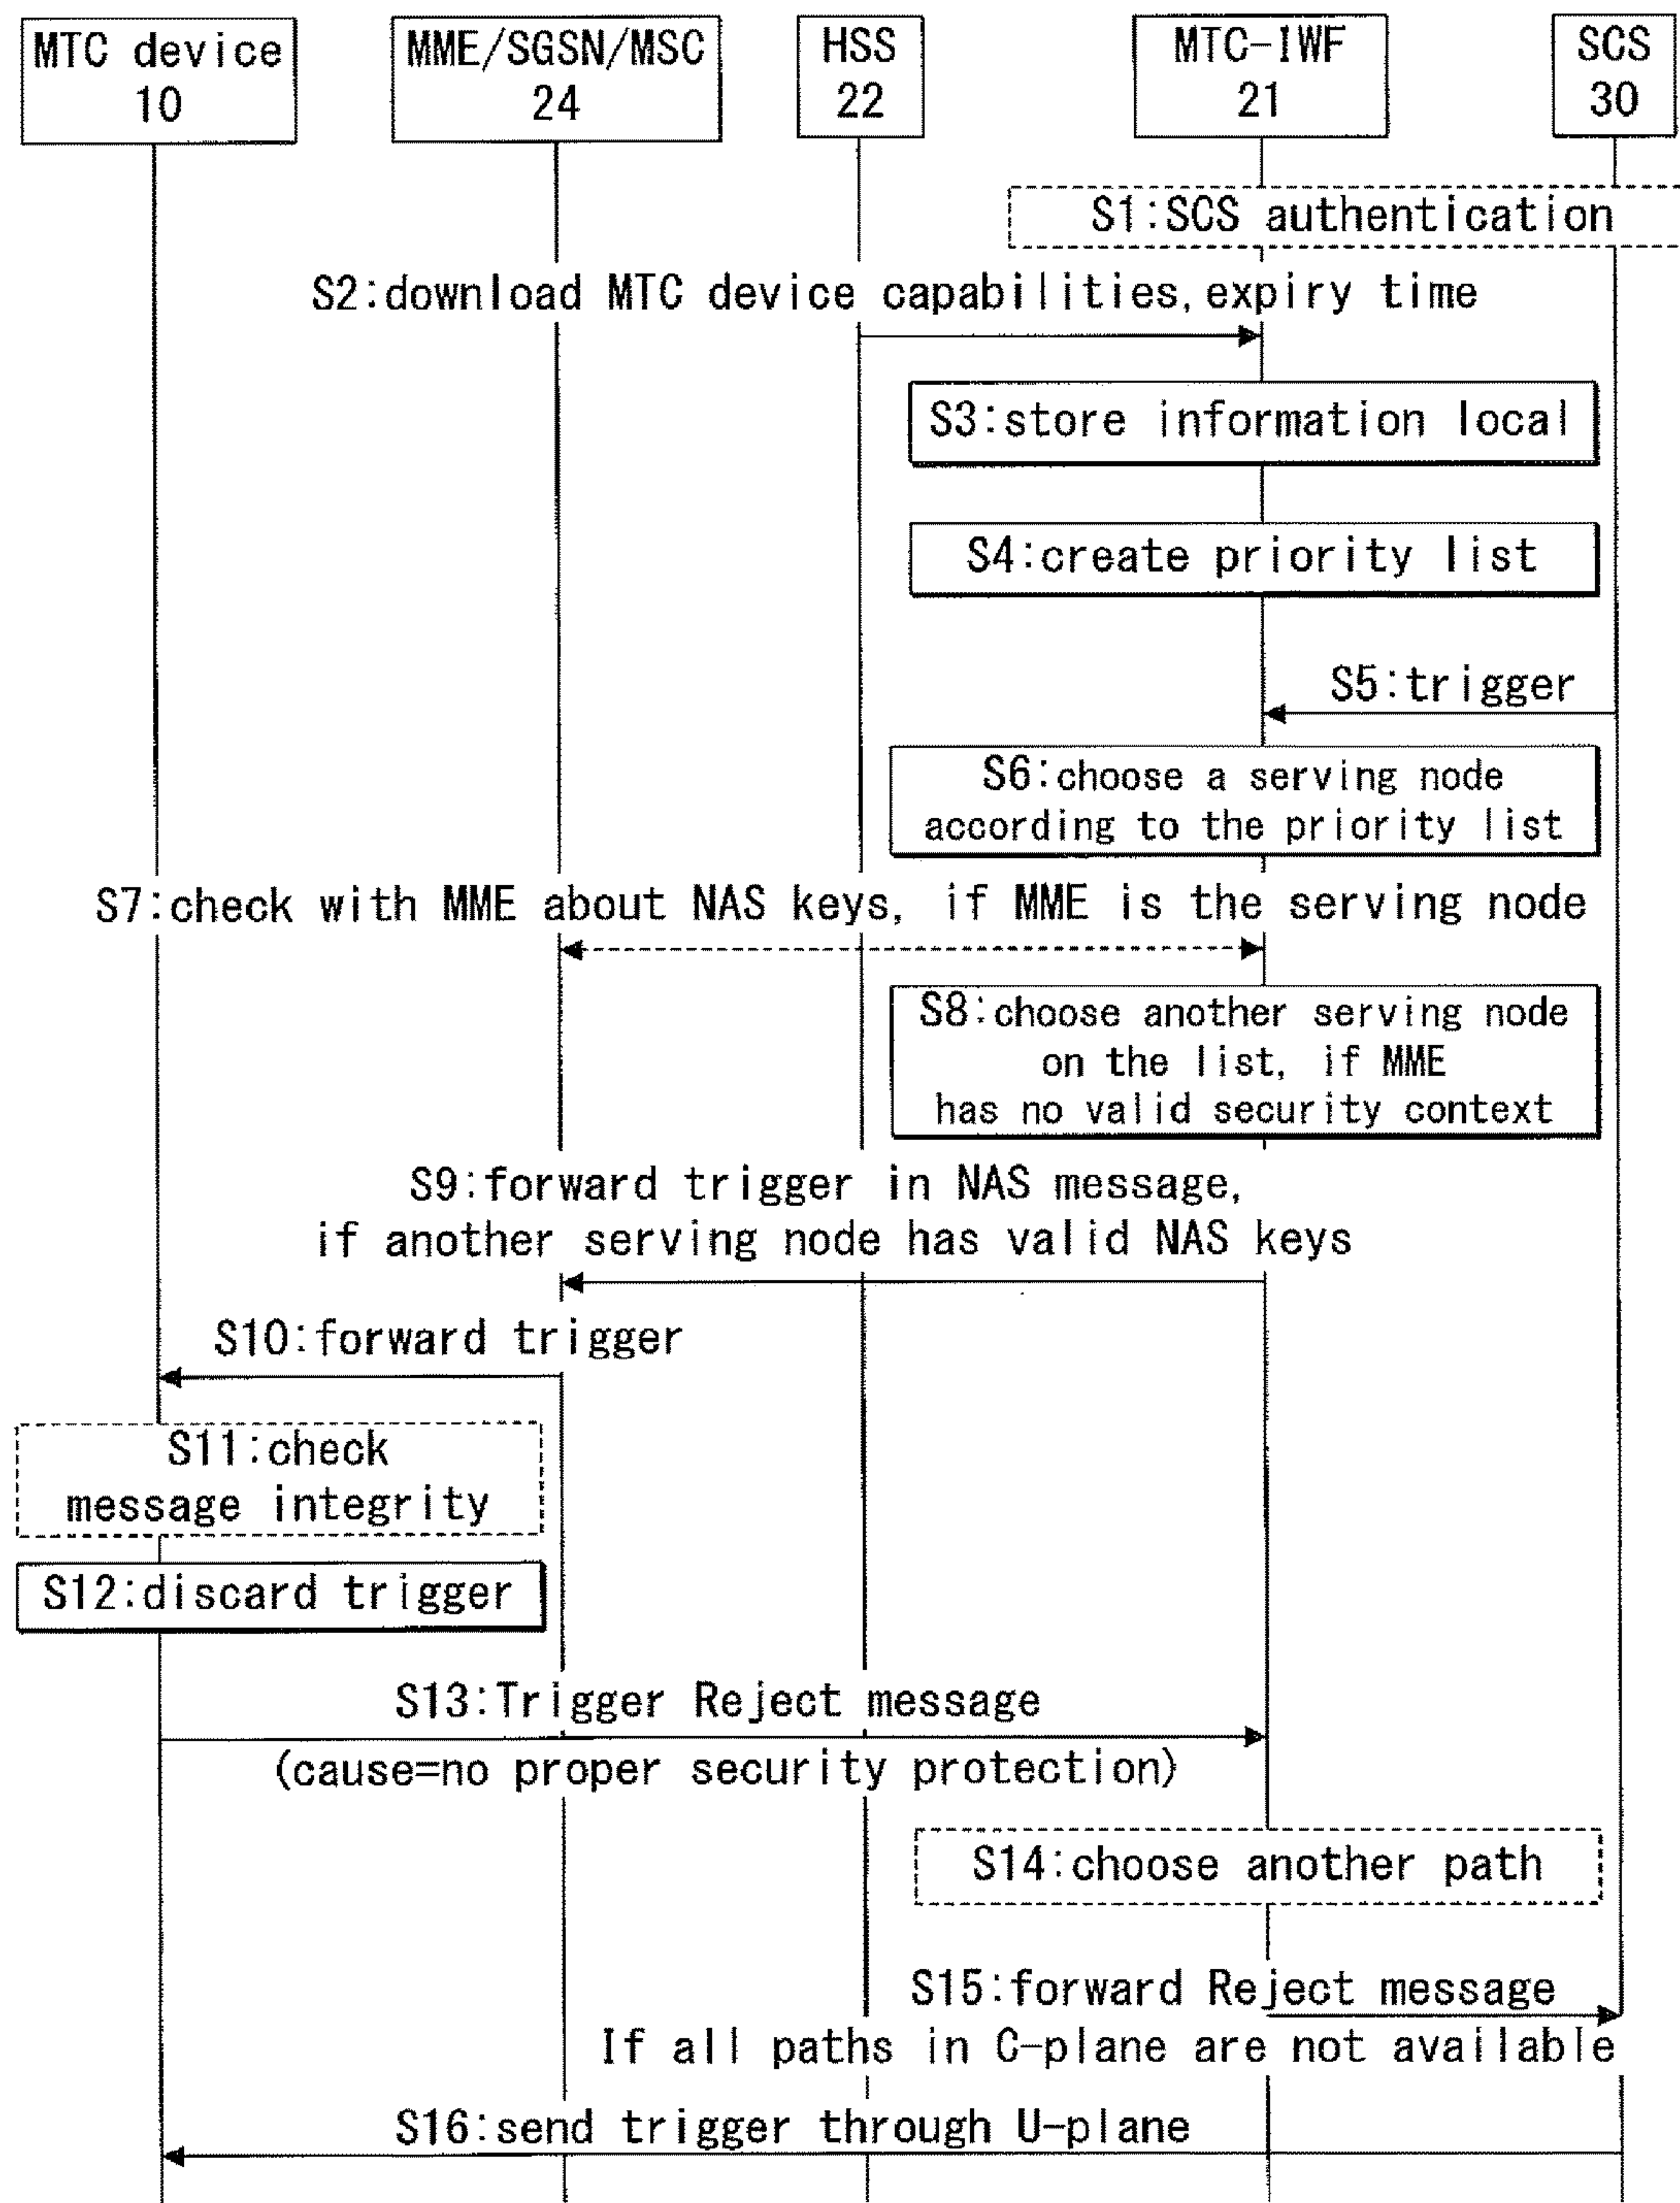 MTC device
10
MME/SGSN/MSC
24
HSS
22
MTC-IWF
21
SCS
30
S1:SCS authentication
S2:download MTC device capabilities,expiry time
S3:store information local
S4:create priority list
S5:trigger
S6:choose a serving node
according to the priority list
S7:check with MME about NAS keys, if MME is the serving node
S8:choose another serving node
on the list, if MME
has no valid security context
S9:forward trigger in NAS message,
if another serving node has valid NAS keys
S10:forward trigger
S11:check
message integrity
S12:discard trigger
S13:Trigger Reject message
(cause=no proper security protection)
S14:choose another path
S15:forward Reject message
If all paths in C-plane are not available
S16:send trigger through U-plane